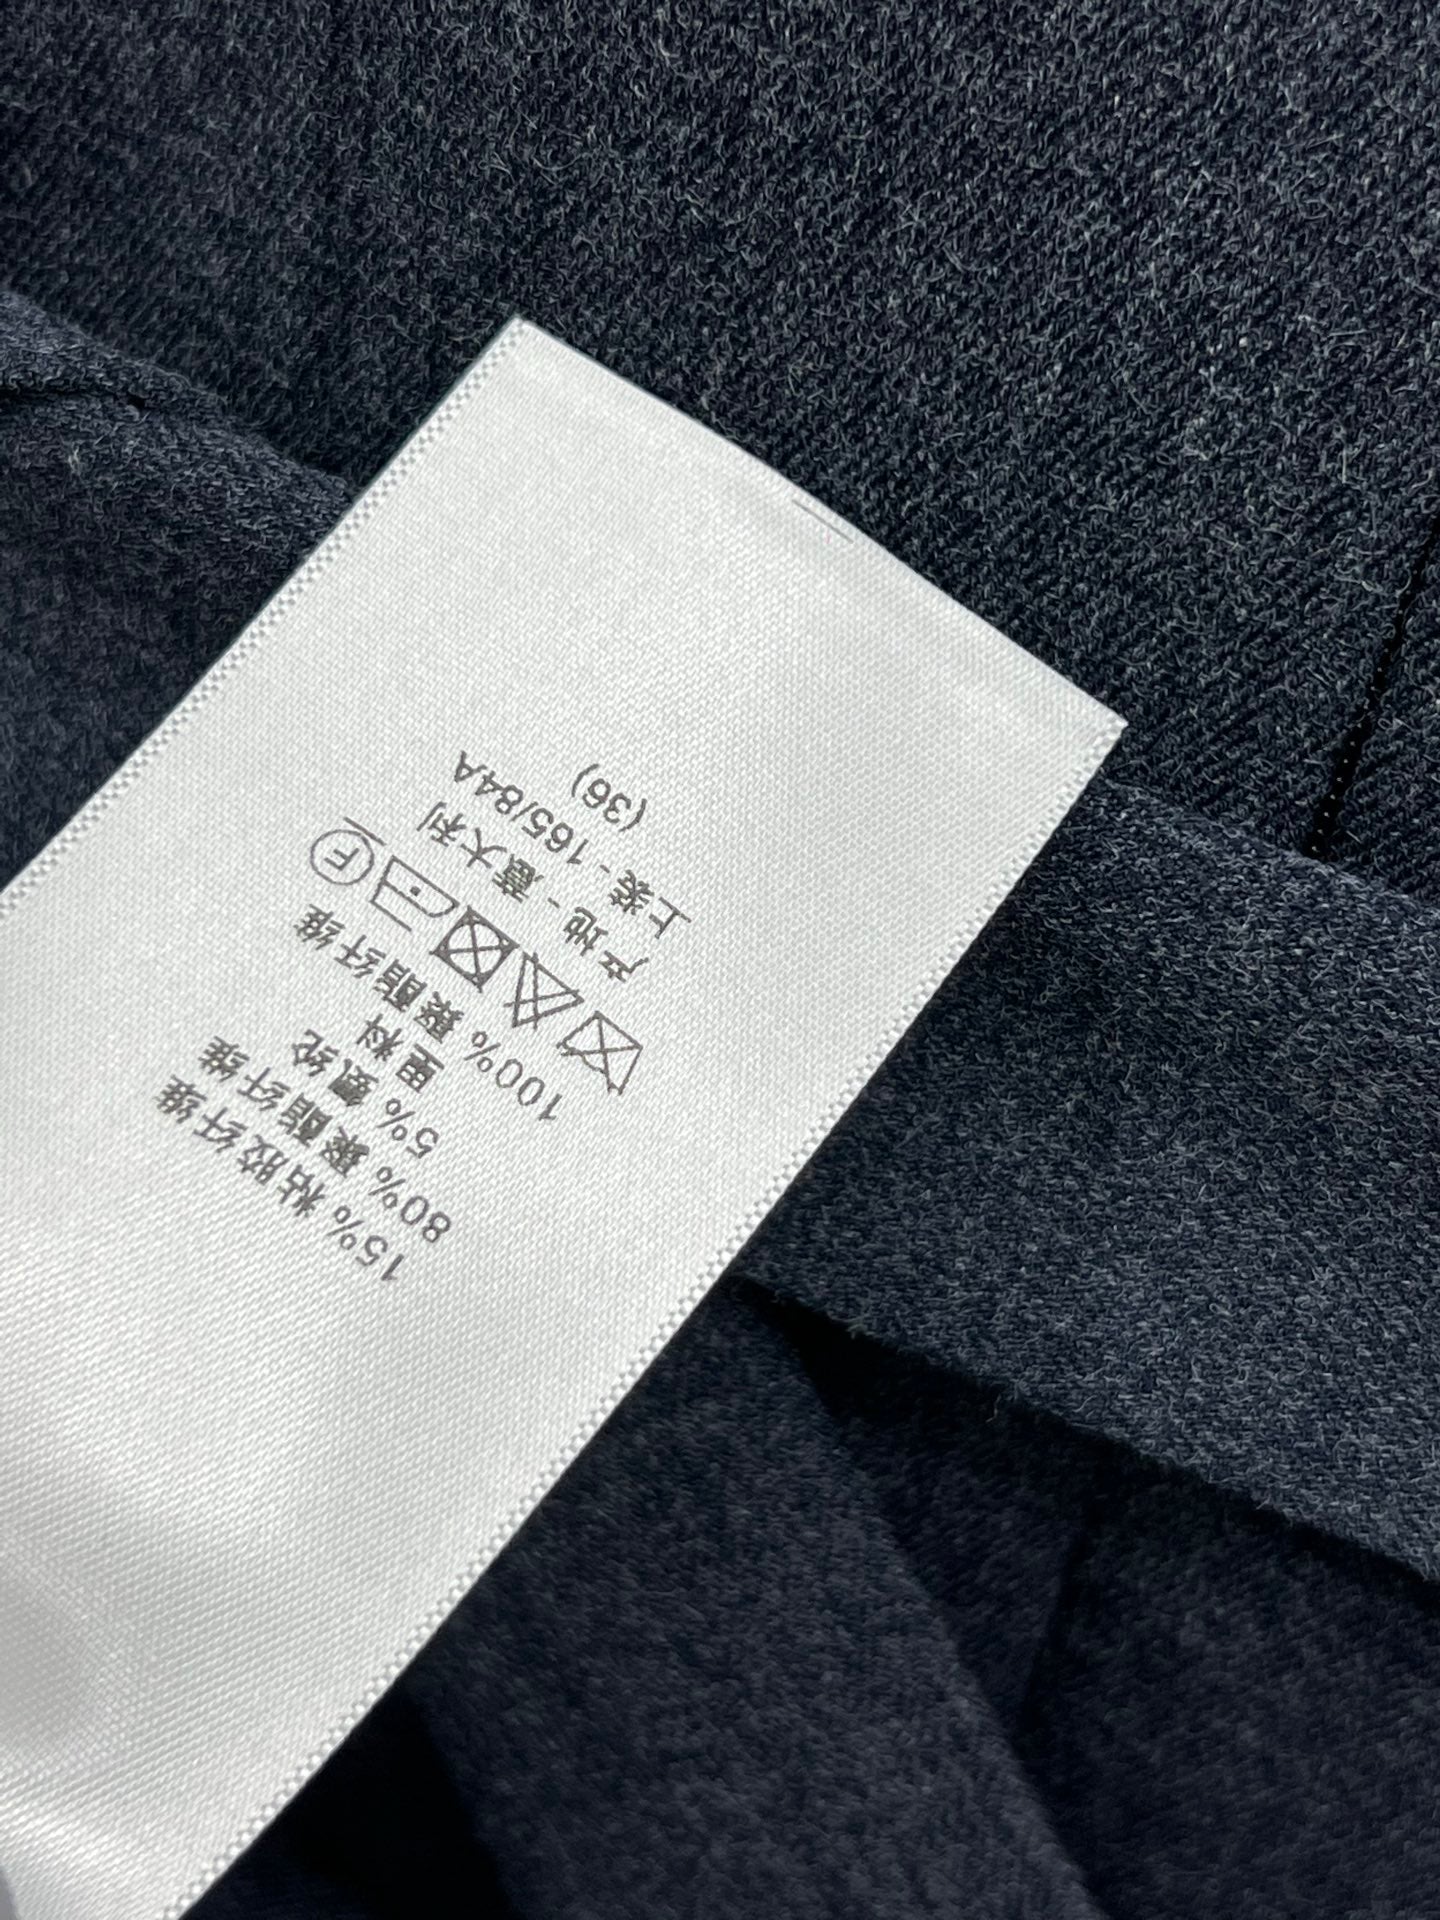 15% 粘胶纤维
80% 聚酯纤维
5% 氨纶
里料
100% 聚酯纤维
F
产地 - 意大利
上装 - 165/84A
(36)